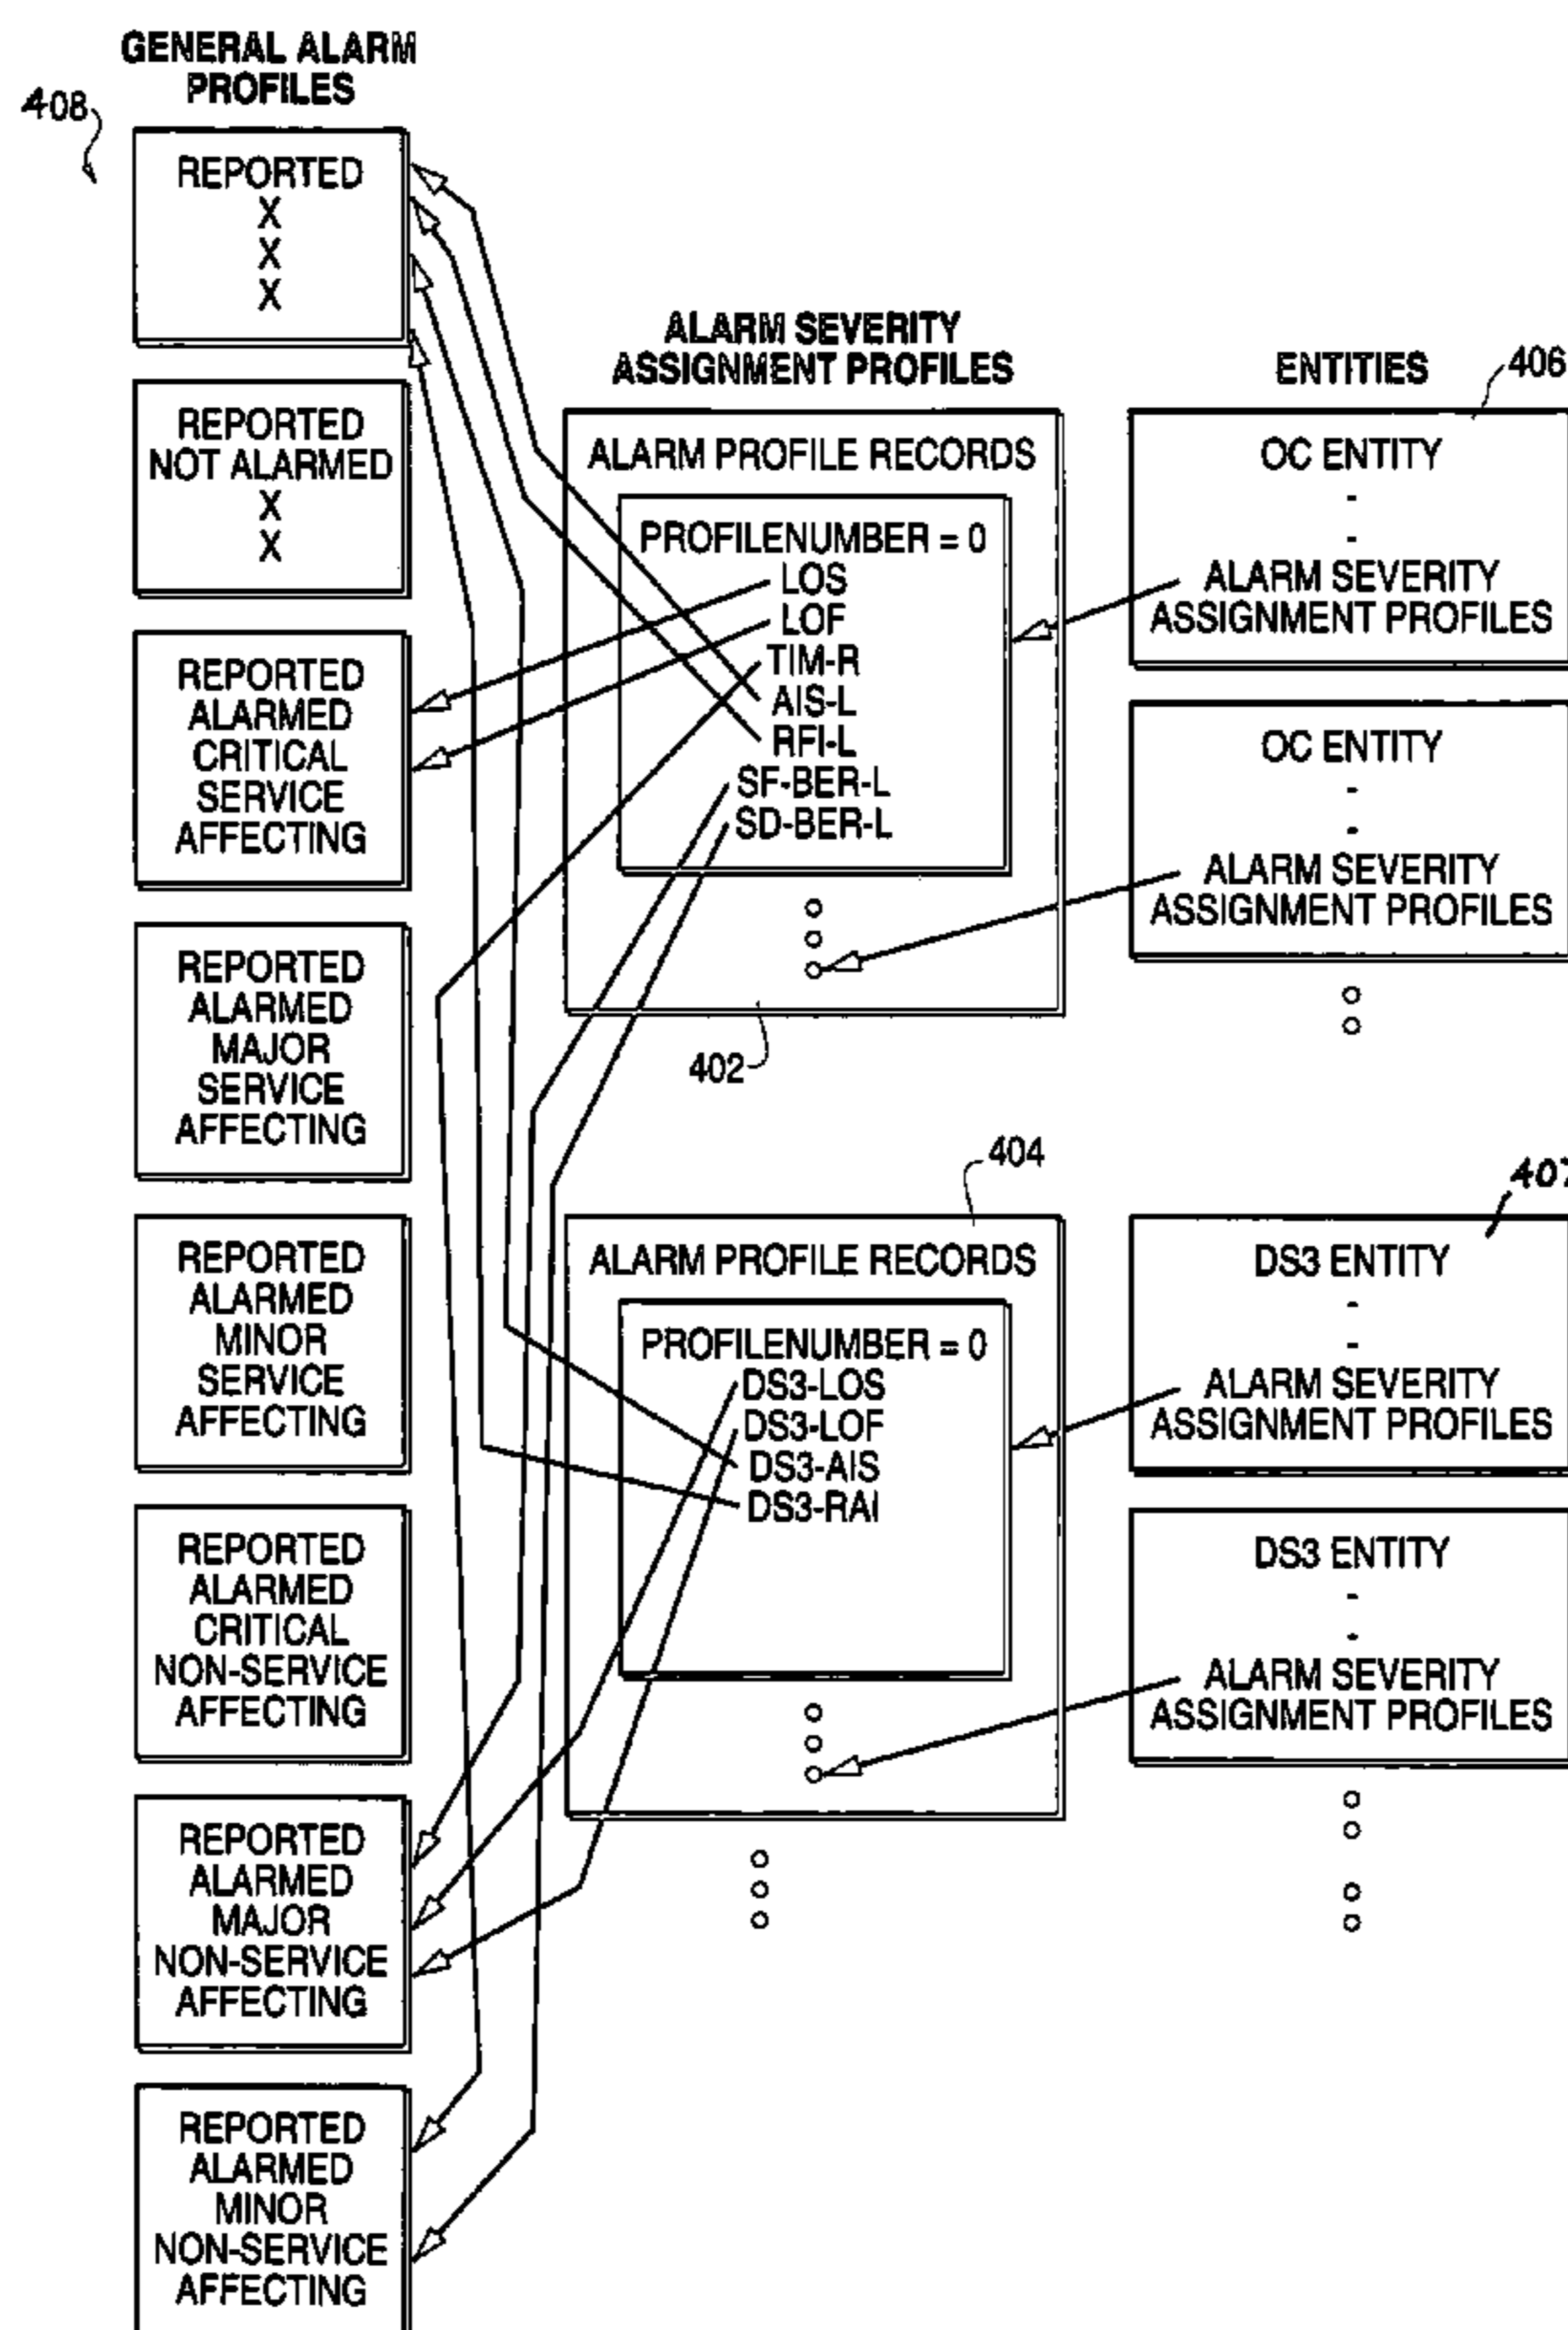 GENERAL ALARM
PROFILES
408
REPORTED
X
X
X
REPORTED
NOT ALARMED
X
X
REPORTED
ALARMED
CRITICAL
SERVICE
AFFECTING
REPORTED
ALARMED
MAJOR
SERVICE
AFFECTING
REPORTED
ALARMED
MINOR
SERVICE
AFFECTING
REPORTED
ALARMED
CRITICAL
NON-SERVICE
AFFECTING
REPORTED
ALARMED
MAJOR
NON-SERVICE
AFFECTING
REPORTED
ALARMED
MINOR
NON-SERVICE
AFFECTING
ALARM SEVERITY
ASSIGNMENT PROFILES
ALARM PROFILE RECORDS
PROFILENUMBER = 0
LOS
LOF
TIM-R
AIS-L
RFI-L
SF-BER-L
SD-BER-L
402
404
ALARM PROFILE RECORDS
PROFILENUMBER = 0
DS3-LOS
DS3-LOF
DS3-AIS
DS3-RAI
ENTITIES
406
OC ENTITY
-
-
ALARM SEVERITY
ASSIGNMENT PROFILES
OC ENTITY
-
-
ALARM SEVERITY
ASSIGNMENT PROFILES
407
DS3 ENTITY
-
-
ALARM SEVERITY
ASSIGNMENT PROFILES
DS3 ENTITY
-
-
ALARM SEVERITY
ASSIGNMENT PROFILES